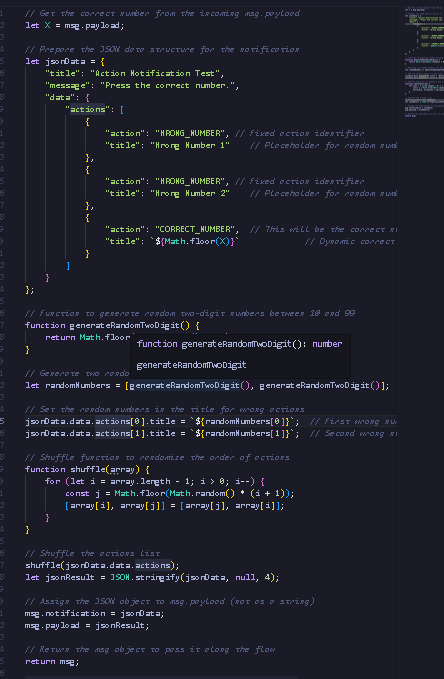 // Get the correct number from the incoming msg.payload
let X = msg.payload;
// Prepare the JSON data structure for the notification
let jsonData = {
"title": "Action Notification Test",
"message": "Press the correct number.",
"data": {
"actions": [
{
"action": "WRONG_NUMBER", // Fixed action identifier
"title": "Wrong Number 1" // Placeholder for random num
},
{
"action": "WRONG_NUMBER", // Fixed action identifier
"title": "Wrong Number 2" // Placeholder for random num
},
{
"action": "CORRECT_NUMBER", // This will be the correct n
"title": `${Math.floor(X)}` // Dynamic correct
}
]
}
};
// Function to generate random two-digit numbers between 10 and 99
function generateRandomTwoDigit() {
return Math.floor
function generateRandomTwoDigit(): number
}
generateRandomTwoDigit
// Generate two rando
let randomNumbers = [generateRandomTwoDigit(), generateRandomTwoDigit()];
// Set the random numbers in the title for wrong actions
jsonData.data.actions[0].title = `${randomNumbers[0]}`; // First wrong nu
jsonData.data.actions[1].title = `${randomNumbers[1]}`; // Second wrong n
// Shuffle function to randomize the order of actions
function shuffle(array) {
for (let i = array.length - 1; i > 0; i--) {
const j = Math.floor(Math.random() * (i + 1));
[array[i], array[j]] = [array[j], array[i]];
}
}
// Shuffle the actions list
shuffle(jsonData.data.actions);
let jsonResult = JSON.stringify(jsonData, null, 4);
// Assign the JSON object to msg.payload (not as a string)
msg.notification = jsonData;
msg.payload = jsonResult;
// Return the msg object to pass it along the flow
return msg;